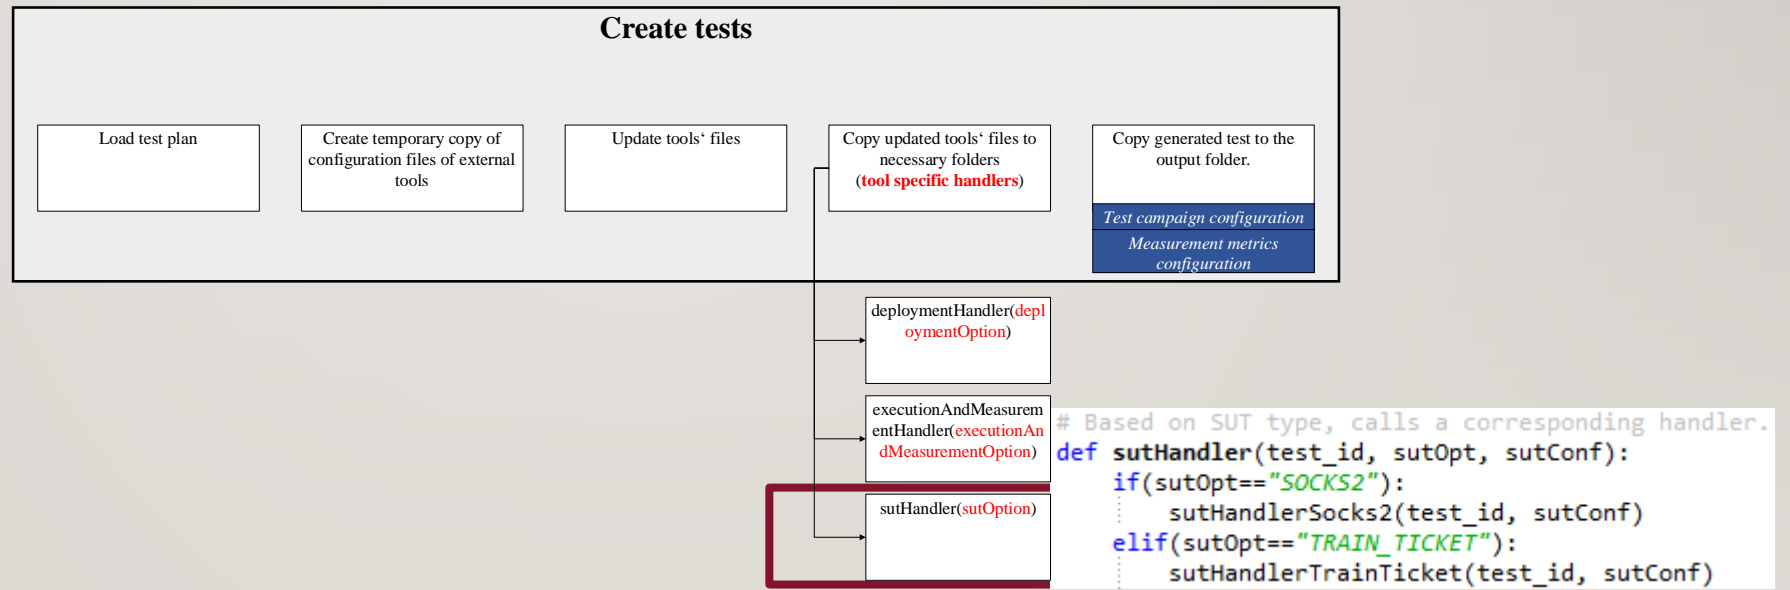 Create tests
Load test plan
Create temporary copy of
configuration files of external
tools
Update tools‘ files
Copy updated tools‘ files to
necessary folders
(tool specific handlers)
Copy generated test to the
output folder.
Test campaign configuration
Measurement metrics
configuration
deploymentHandler(depl
oymentOption)
executionAndMeasurem
entHandler(executionAn
dMeasurementOption)
sutHandler(sutOption)
# Based on SUT type, calls a corresponding handler.
def sutHandler(test_id, sutOpt, sutConf):
if(sutOpt=="SOCKS2"):
sutHandlerSocks2(test_id, sutConf)
elif(sutOpt=="TRAIN_TICKET"):
sutHandlerTrainTicket(test_id, sutConf)